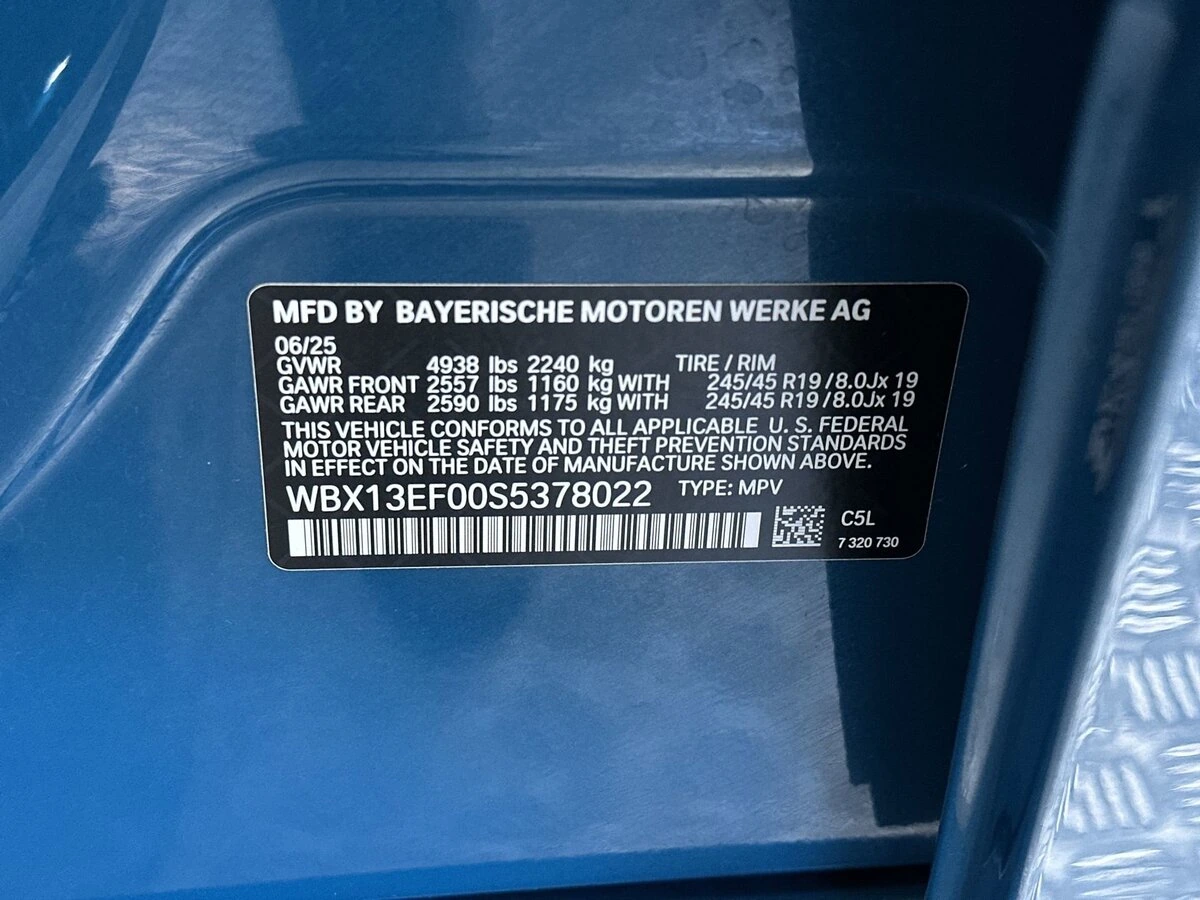 MFD BY BAYERISCHE MOTOREN WERKE AG
06/25
GVWR 4938 lbs 2240 kg TIRE / RIM
GAWR FRONT 2557 lbs 1160 kg WITH 245/45 R19 / 8.0Jx 19
GAWR REAR 2590 lbs 1175 kg WITH 245/45 R19 / 8.0Jx 19
THIS VEHICLE CONFORMS TO ALL APPLICABLE U. S. FEDERAL
MOTOR VEHICLE SAFETY AND THEFT PREVENTION STANDARDS
IN EFFECT ON THE DATE OF MANUFACTURE SHOWN ABOVE.
WBX13EF00S5378022 TYPE: MPV
C5L
7 320 730